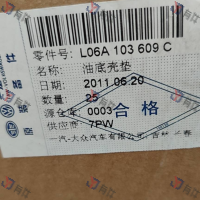 零件号: L06A 103 609 C
名称: 油底壳垫
日期: 2011.06.20
数量: 25
源仓库: 0003
供应商: 7PW
合格
一汽-大众汽车有限公司